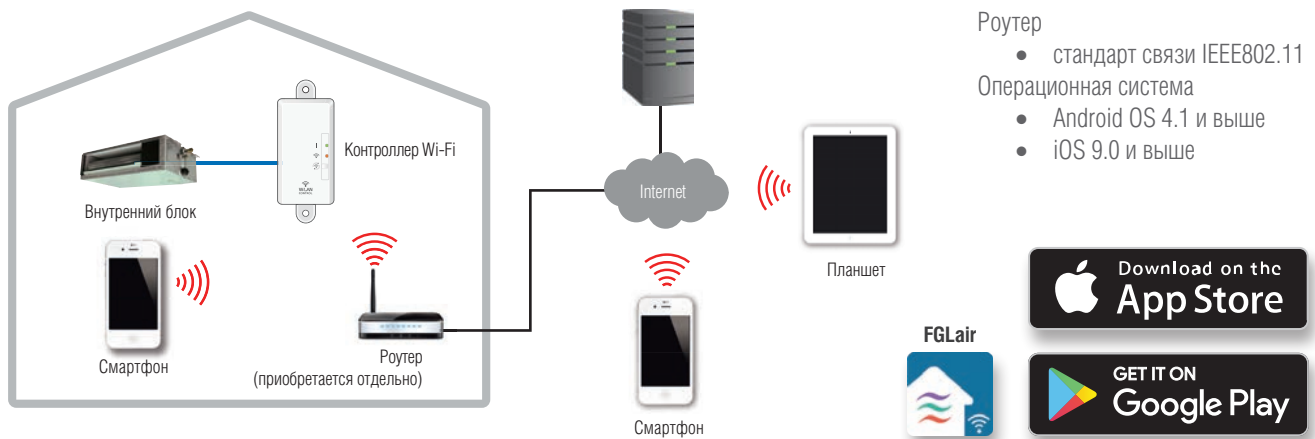 Роутер
• стандарт связи IEEE802.11
Операционная система
• Android OS 4.1 и выше
• iOS 9.0 и выше
Контроллер Wi-Fi
Внутренний блок
Internet
Планшет
Смартфон
Роутер
(приобретается отдельно)
Смартфон
FGLair
Download on the
App Store
GET IT ON
Google Play